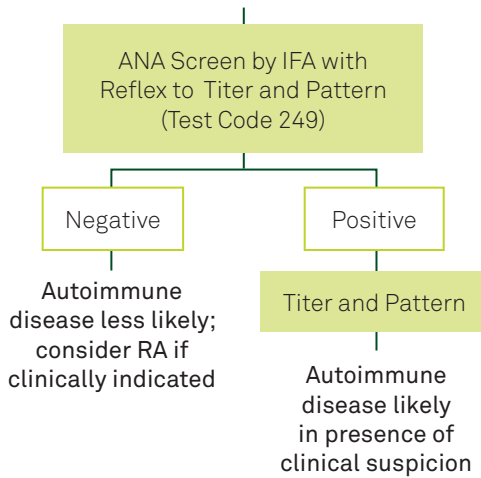 ANA Screen by IFA with
Reflex to Titer and Pattern
(Test Code 249)
Negative
Positive
Autoimmune
disease less likely;
consider RA if
clinically indicated
Titer and Pattern
Autoimmune
disease likely
in presence of
clinical suspicion